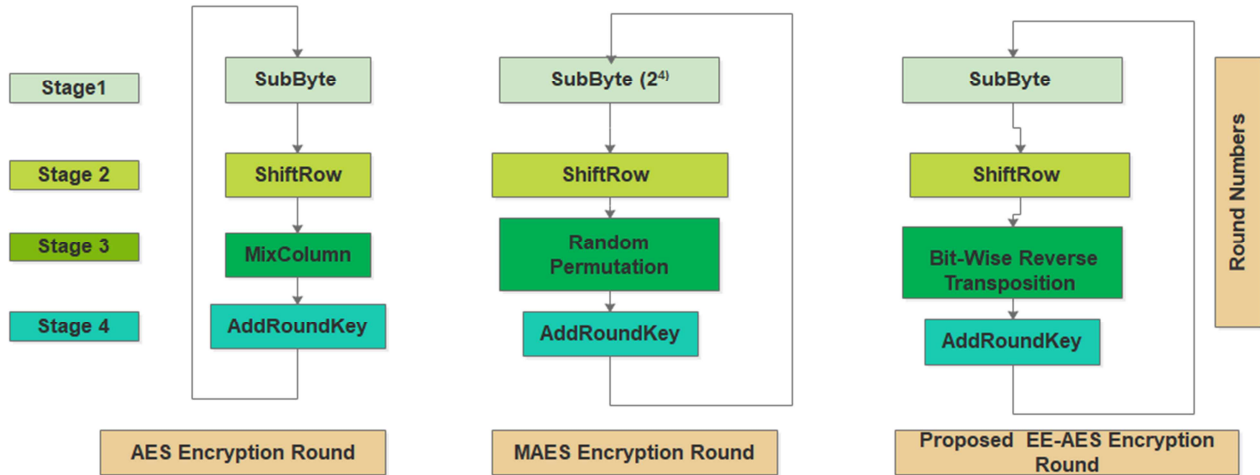 Stage1
SubByte
SubByte (2⁴⁾
SubByte
Stage 2
ShiftRow
ShiftRow
ShiftRow
Stage 3
MixColumn
Random
Permutation
Bit-Wise Reverse
Transposition
Stage 4
AddRoundKey
AddRoundKey
AddRoundKey
Round Numbers
AES Encryption Round
MAES Encryption Round
Proposed EE-AES Encryption
Round